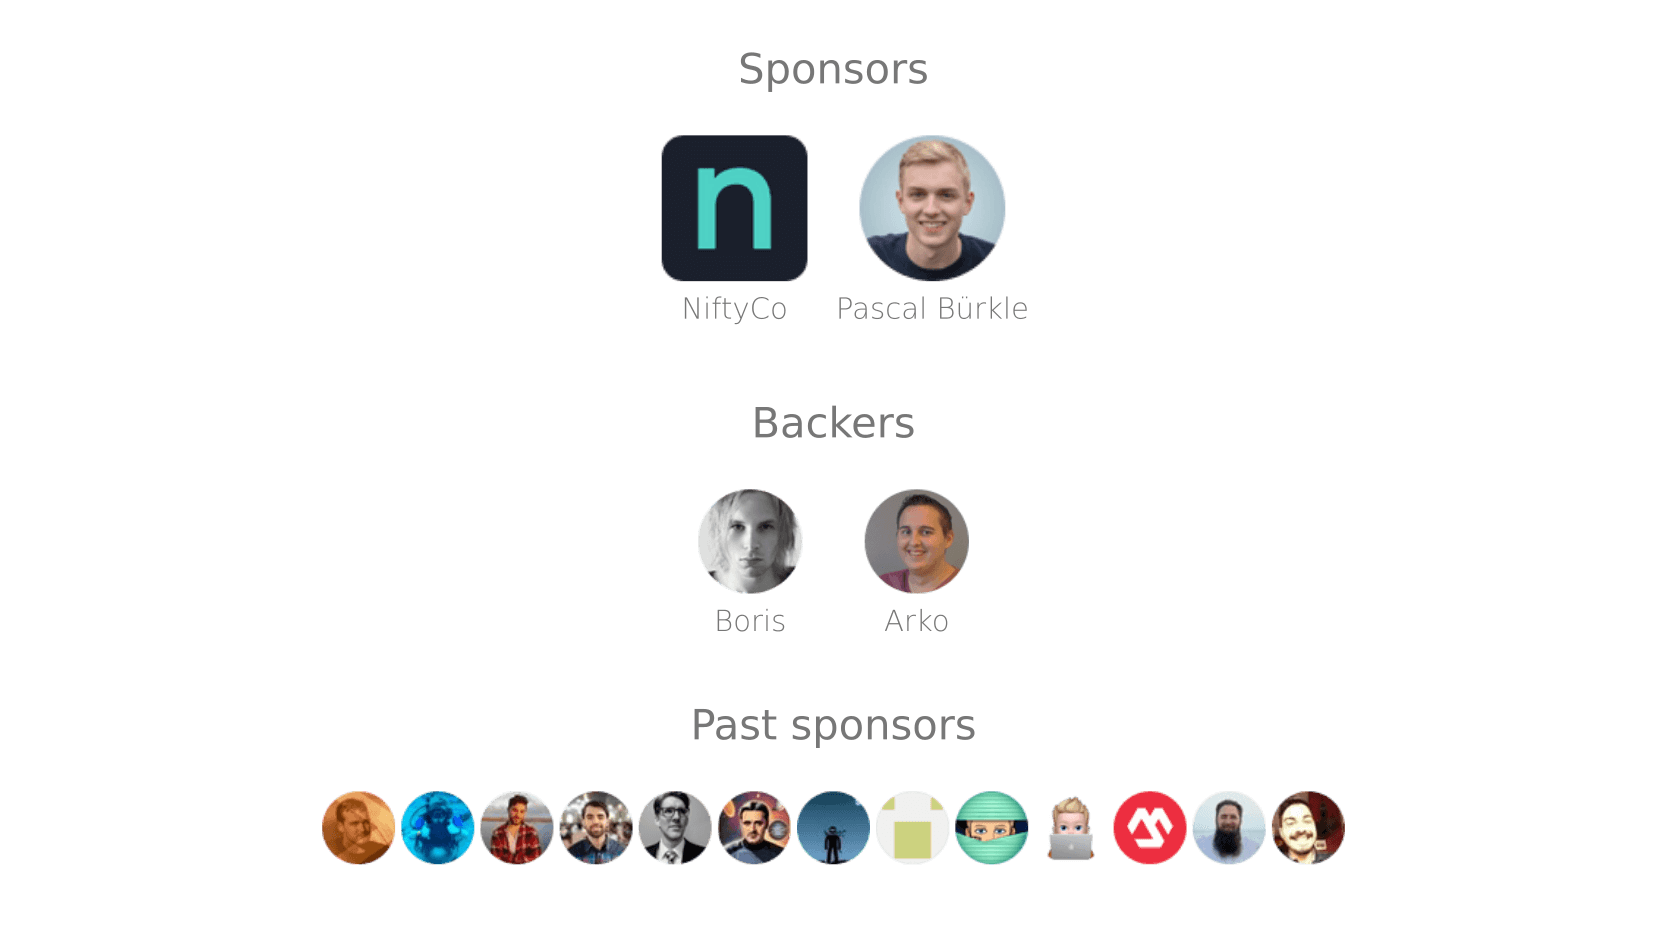 Sponsors
n
NiftyCo
Pascal Bürkle
Backers
Boris
Arko
Past sponsors